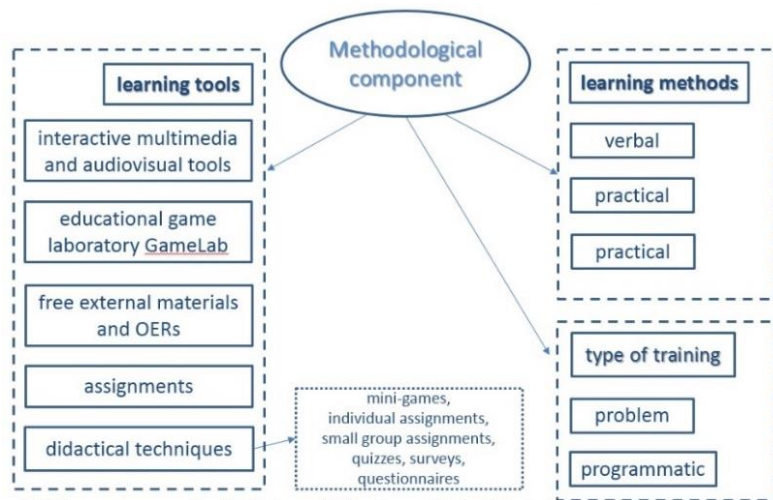 Methodological
component
learning tools
interactive multimedia
and audiovisual tools
educational game
laboratory GameLab
free external materials
and OERs
assignments
didactical techniques
mini-games,
individual assignments,
small group assignments,
quizzes, surveys,
questionnaires
learning methods
verbal
practical
practical
type of training
problem
programmatic